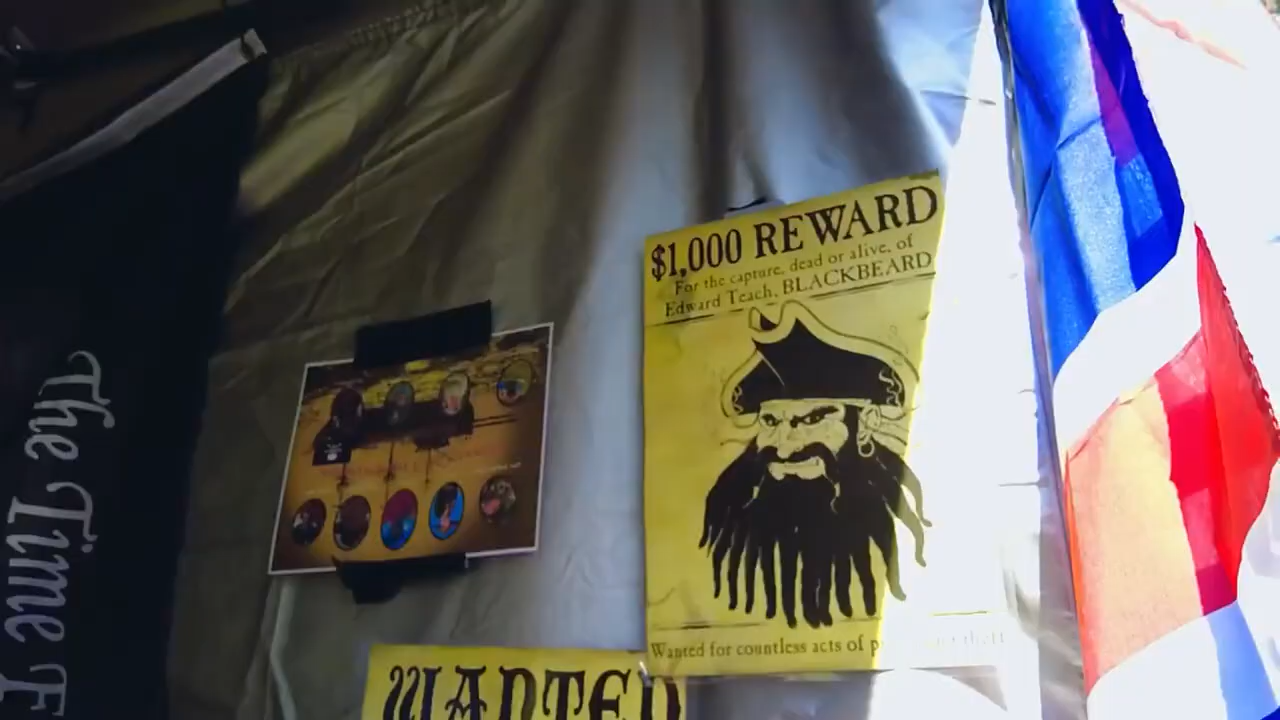 $1,000 REWARD
For the capture, dead or alive, of
Edward Teach, BLACKBEARD
Wanted for countless acts of
WANTED
The Time